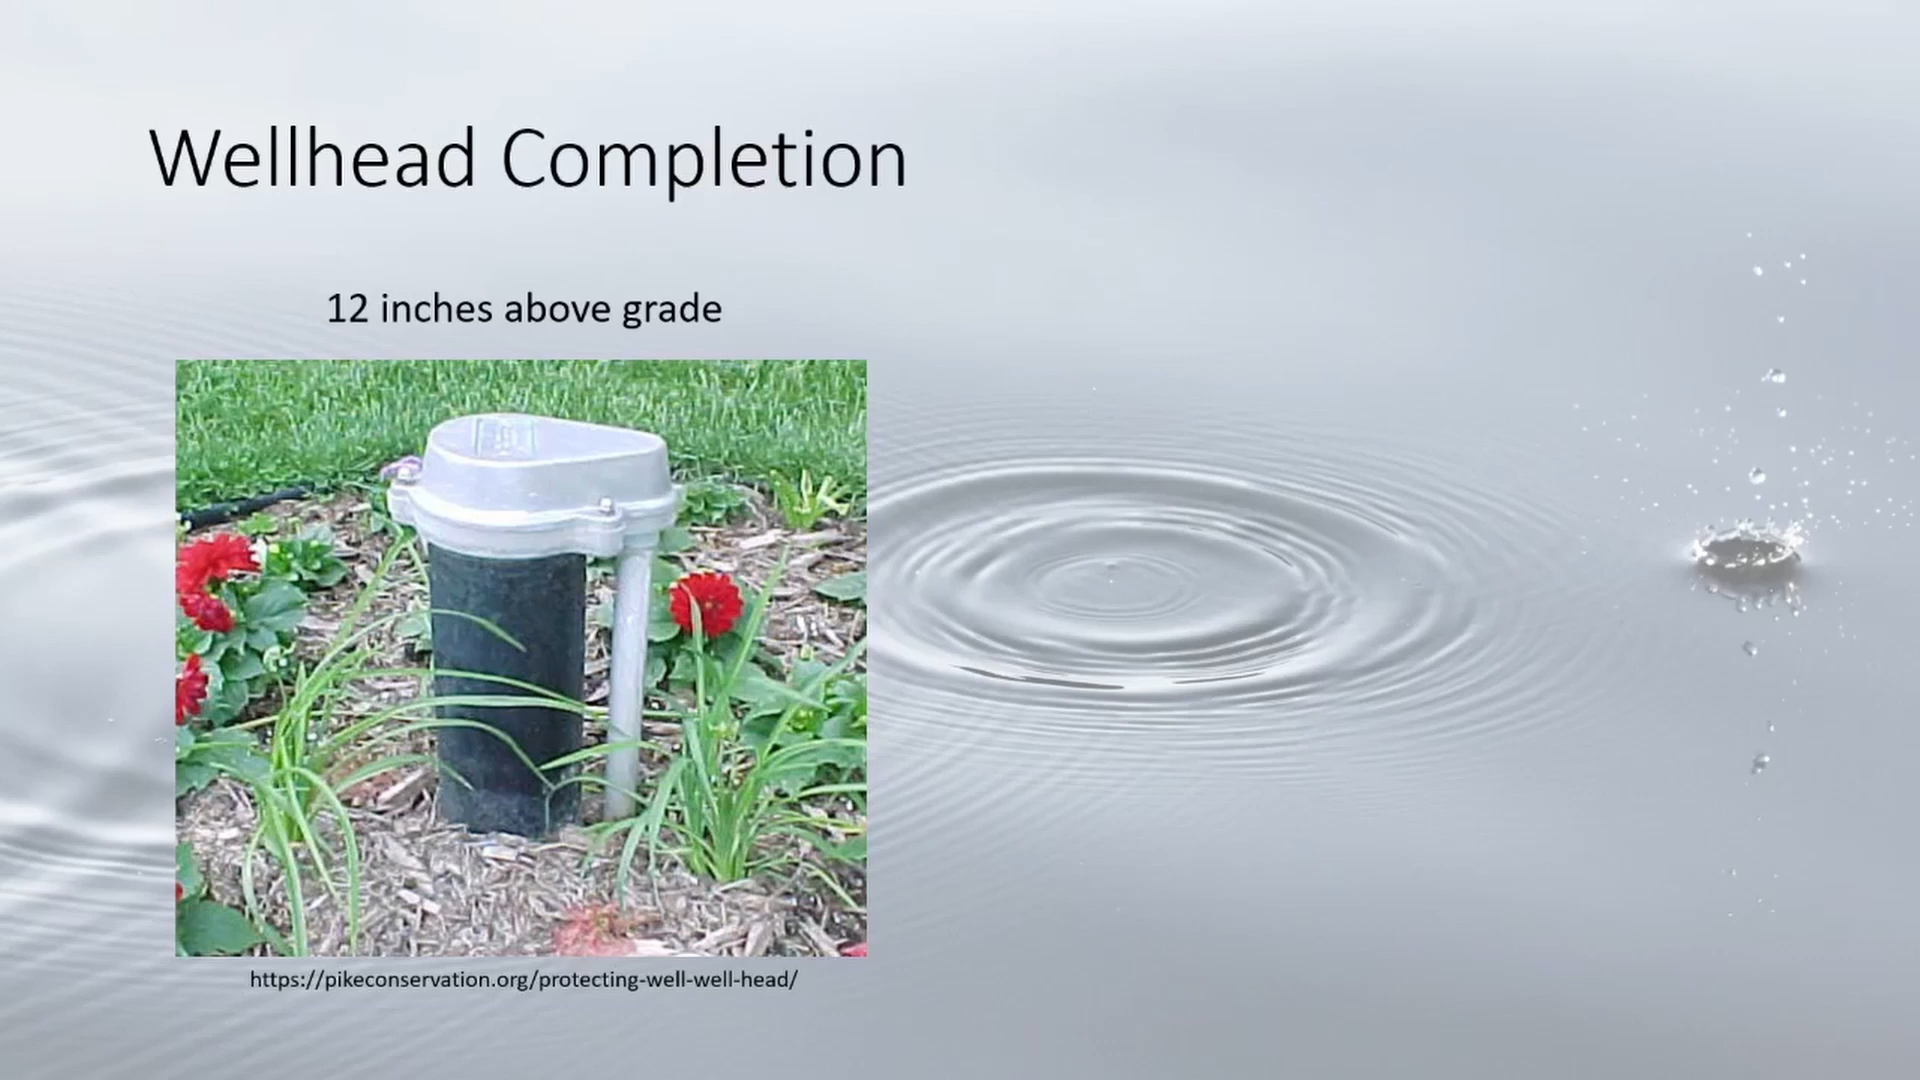 Wellhead Completion
12 inches above grade
https://pikeconservation.org/protecting-well-well-head/